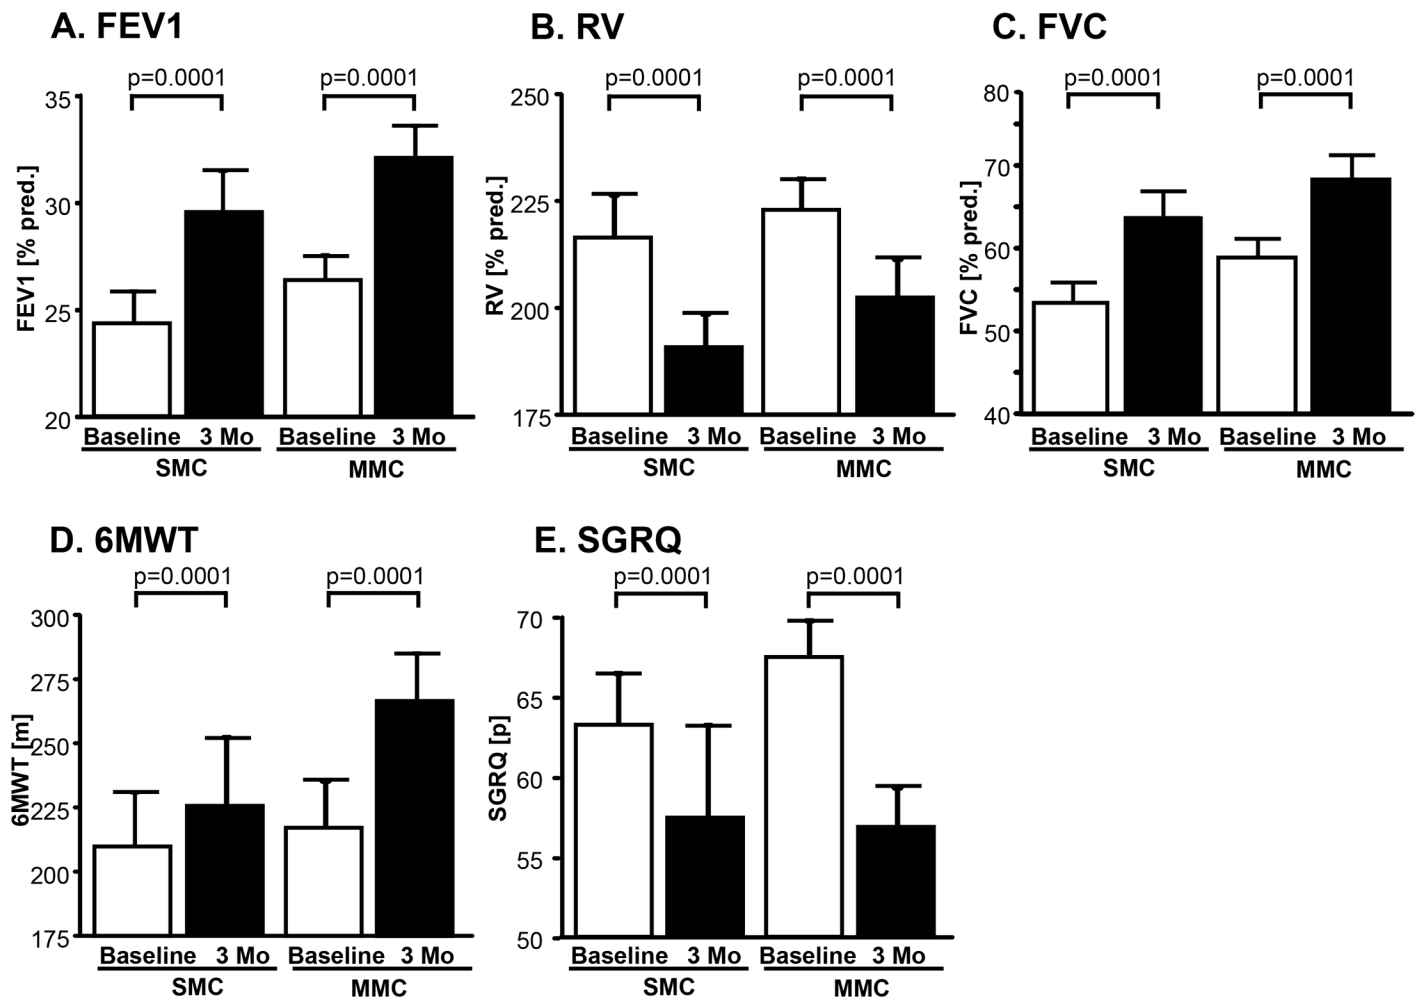 A. FEV1
B. RV
C. FVC
p=0.0001
p=0.0001
p=0.0001
p=0.0001
p=0.0001
p=0.0001
FEV1 [% pred.]
35
30
25
20
Baseline
3 Mo
Baseline
3 Mo
SMC
MMC
RV [% pred.]
250
225
200
175
Baseline
3 Mo
Baseline
3 Mo
SMC
MMC
FVC [% pred.]
80
70
60
50
40
Baseline
3 Mo
Baseline
3 Mo
SMC
MMC
D. 6MWT
E. SGRQ
p=0.0001
p=0.0001
p=0.0001
p=0.0001
6MWT [m]
300
275
250
225
200
175
Baseline
3 Mo
Baseline
3 Mo
SMC
MMC
SGRQ [p]
70
65
60
55
50
Baseline
3 Mo
Baseline
3 Mo
SMC
MMC